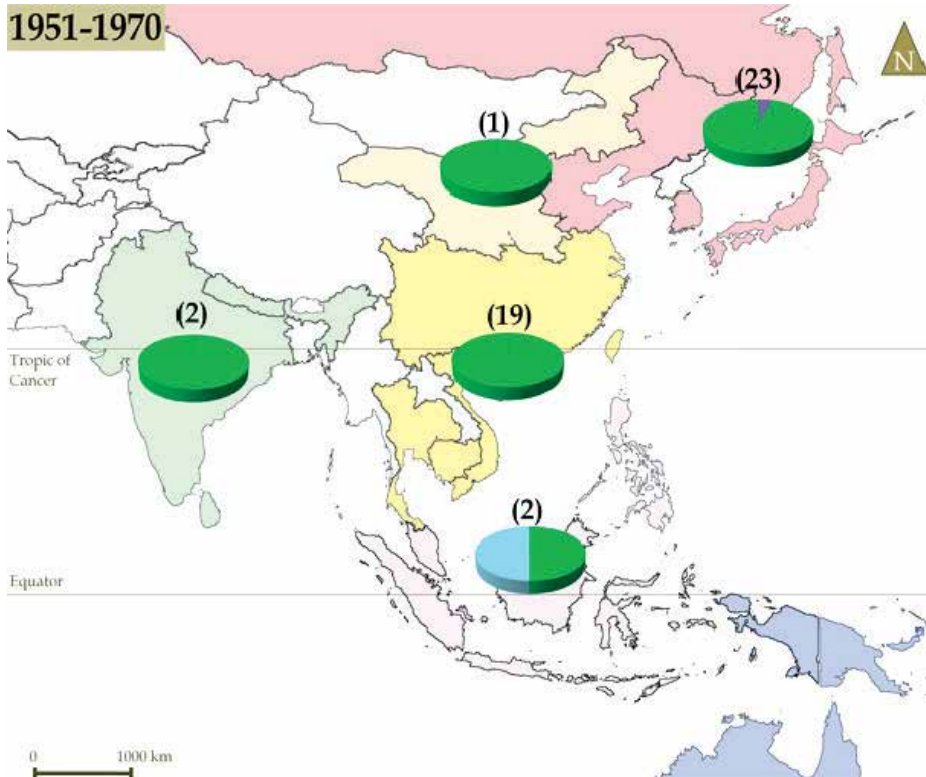 1951-1970
N
(23)
(1)
(2)
(19)
Tropic of
Cancer
(2)
Equator
0 1000 km